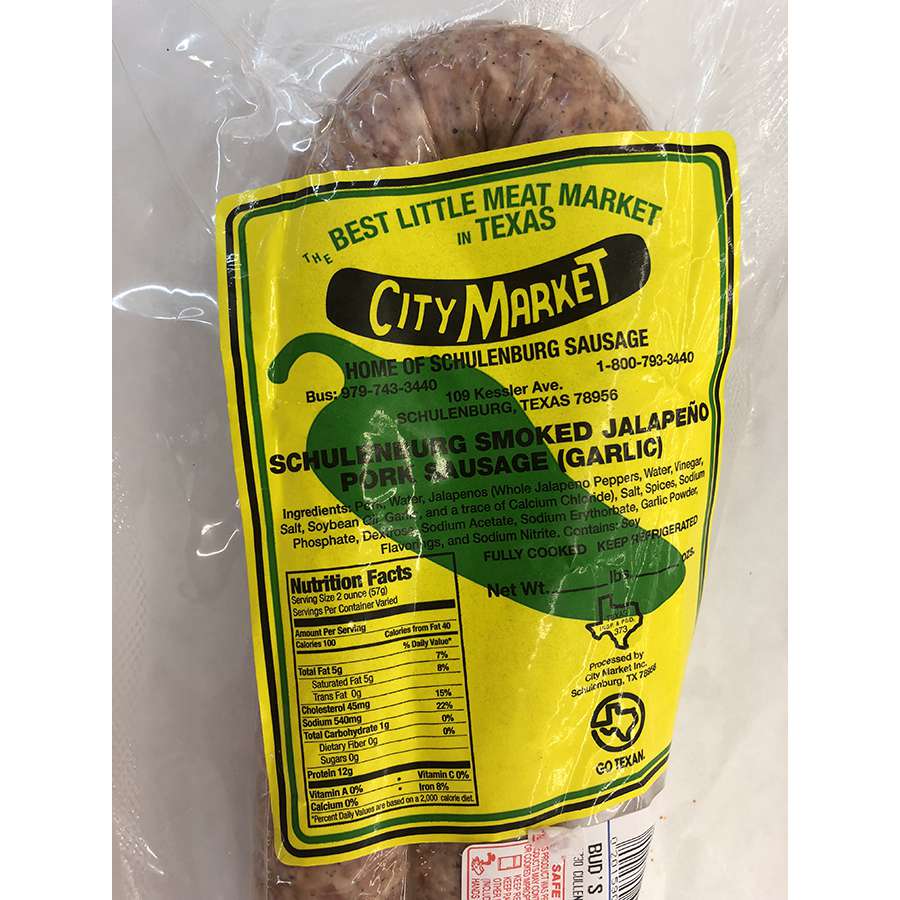 THE BEST LITTLE MEAT MARKET
IN TEXAS
CITY MARKET
HOME OF SCHULENBURG SAUSAGE
Bus: 979-743-3440
1-800-793-3440
109 Kessler Ave.
SCHULENBURG, TEXAS 78956
SCHULENBURG SMOKED JALAPEÑO
PORK SAUSAGE (GARLIC)
Ingredients: Pork, Water, Jalapenos (Whole Jalapeno Peppers, Water, Vinegar,
Salt, Soybean Oil, Garlic, and a trace of Calcium Chloride), Salt, Spices, Sodium
Phosphate, Dextrose, Sodium Acetate, Sodium Erythorbate, Garlic Powder,
Flavorings, and Sodium Nitrite. Contains: Soy
FULLY COOKED KEEP REFRIGERATED
Net Wt. lbs. ozs.
Nutrition Facts
Serving Size 2 ounce (57g)
Servings Per Container Varied
Amount Per Serving
Calories 100 Calories from Fat 40
% Daily Value*
Total Fat 5g 7%
Saturated Fat 5g 8%
Trans Fat 0g
Cholesterol 45mg 15%
Sodium 540mg 22%
Total Carbohydrate 1g 0%
Dietary Fiber 0g 0%
Sugars 0g
Protein 12g
Vitamin A 0% • Vitamin C 0%
Calcium 0% • Iron 8%
*Percent Daily Values are based on a 2,000 calorie diet.
TEXAS
373
Processed by
City Market Inc.
Schulenburg, TX 78956
GO TEXAN.
SAFE
BUD'S
CULLEN